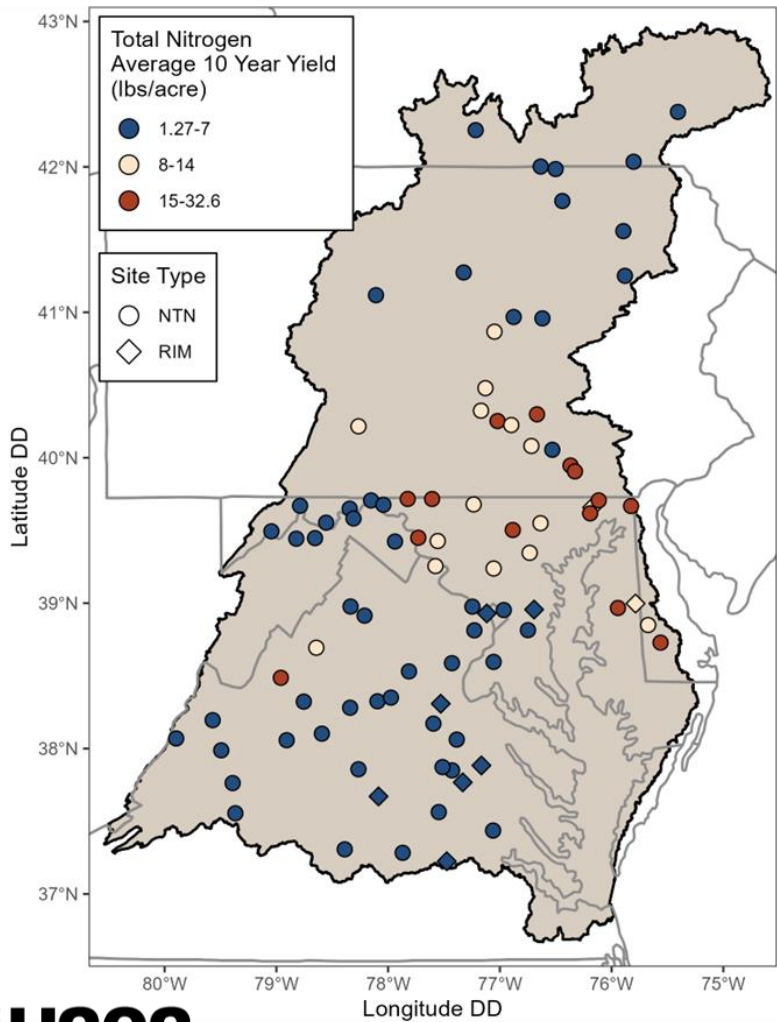 43°N
42°N
41°N
40°N
39°N
38°N
37°N
Latitude DD
Total Nitrogen
Average 10 Year Yield
(lbs/acre)
1.27-7
8-14
15-32.6
Site Type
NTN
RIM
80°W 79°W 78°W 77°W 76°W 75°W
Longitude DD